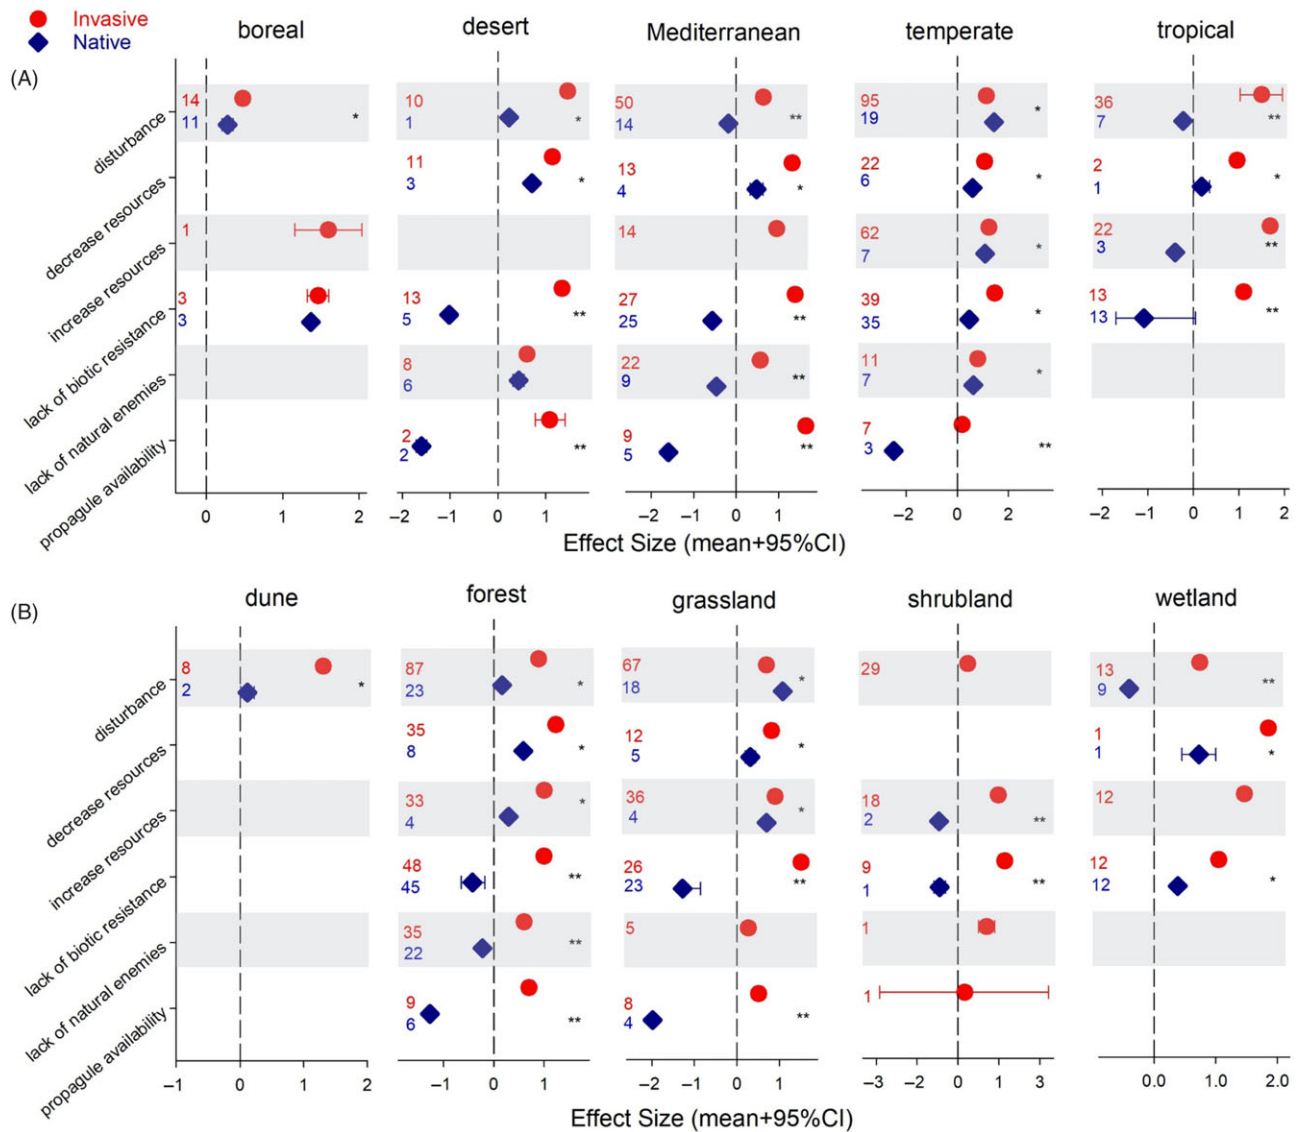 Invasive
Native
(A)
boreal desert Mediterranean temperate tropical
disturbance
14 10 50 95 36
11 * 1 * 14 ** 19 * 7 **
decrease resources
11 13 22 2
3 * 4 * 6 * 1 *
increase resources
1 14 62 22
7 * 3 **
lack of biotic resistance
3 13 27 39 13
3 5 ** 25 ** 35 * 13 **
lack of natural enemies
8 22 11
6 9 ** 7 *
propagule availability
2 9 7
2 ** 5 ** 3 **
0 1 2 –2 –1 0 1 –2 –1 0 1 –2 0 2 –2 –1 0 1 2
Effect Size (mean+95%CI)
(B)
dune forest grassland shrubland wetland
disturbance
8 87 67 29 13
2 * 23 * 18 * 9 **
decrease resources
35 12 1
8 * 5 * 1 *
increase resources
33 36 18 12
4 * 4 * 2 **
lack of biotic resistance
48 26 9 12
45 ** 23 ** 1 ** 12 *
lack of natural enemies
35 5 1
22 **
propagule availability
9 8 1
6 ** 4 **
–1 0 1 2 –1 0 1 –2 –1 0 1 –3 –2 0 1 3 0.0 1.0 2.0
Effect Size (mean+95%CI)